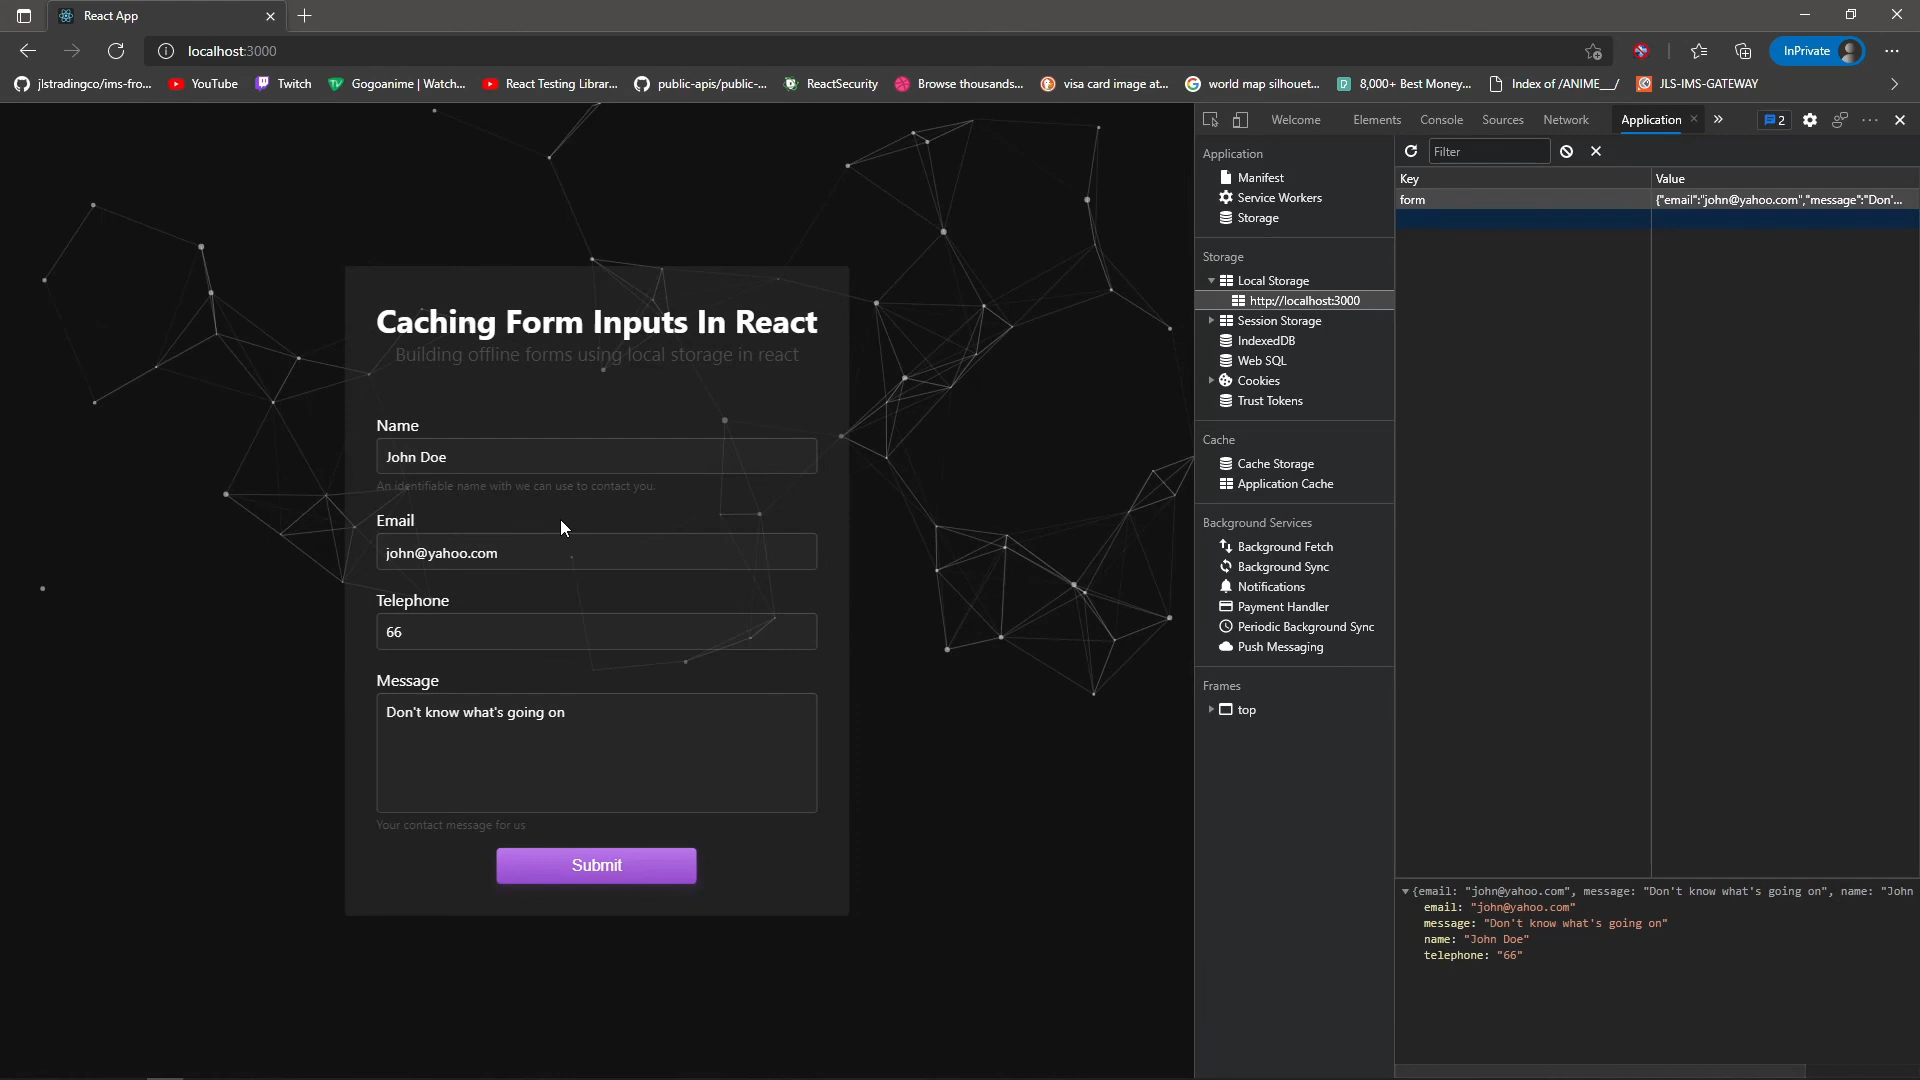 React App
localhost:3000
InPrivate
jlstradingco/ims-fro...
YouTube
Twitch
Gogoanime | Watch...
React Testing Librar...
public-apis/public-...
ReactSecurity
Browse thousands...
visa card image at...
world map silhouet...
8,000+ Best Money...
Index of /ANIME__/
JLS-IMS-GATEWAY
Caching Form Inputs In React
Building offline forms using local storage in react
Name
John Doe
An identifiable name with we can use to contact you.
Email
john@yahoo.com
Telephone
66
Message
Don't know what's going on
Your contact message for us
Submit
Welcome
Elements
Console
Sources
Network
Application
2
Application
Manifest
Service Workers
Storage
Storage
Local Storage
http://localhost:3000
Session Storage
IndexedDB
Web SQL
Cookies
Trust Tokens
Cache
Cache Storage
Application Cache
Background Services
Background Fetch
Background Sync
Notifications
Payment Handler
Periodic Background Sync
Push Messaging
Frames
top
Filter
Key
Value
form
{"email":"john@yahoo.com","message":"Don'...
{email: "john@yahoo.com", message: "Don't know what's going on", name: "John
email: "john@yahoo.com"
message: "Don't know what's going on"
name: "John Doe"
telephone: "66"